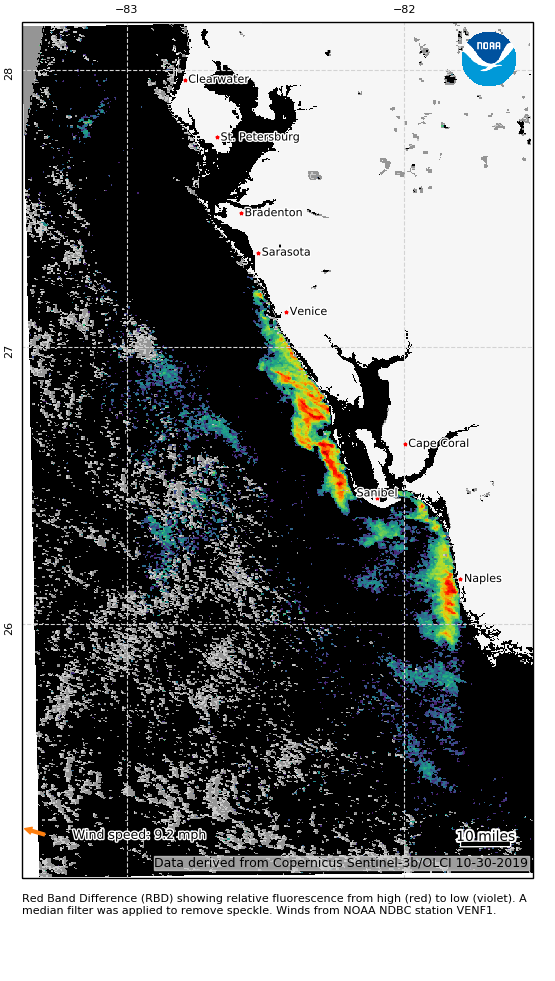 −83
−82
NOAA
28
Clearwater
St. Petersburg
Bradenton
Sarasota
Venice
27
Cape Coral
Sanibel
Naples
26
Wind speed: 9.2 mph
10 miles
Data derived from Copernicus Sentinel-3b/OLCI 10-30-2019
Red Band Difference (RBD) showing relative fluorescence from high (red) to low (violet). A
median filter was applied to remove speckle. Winds from NOAA NDBC station VENF1.